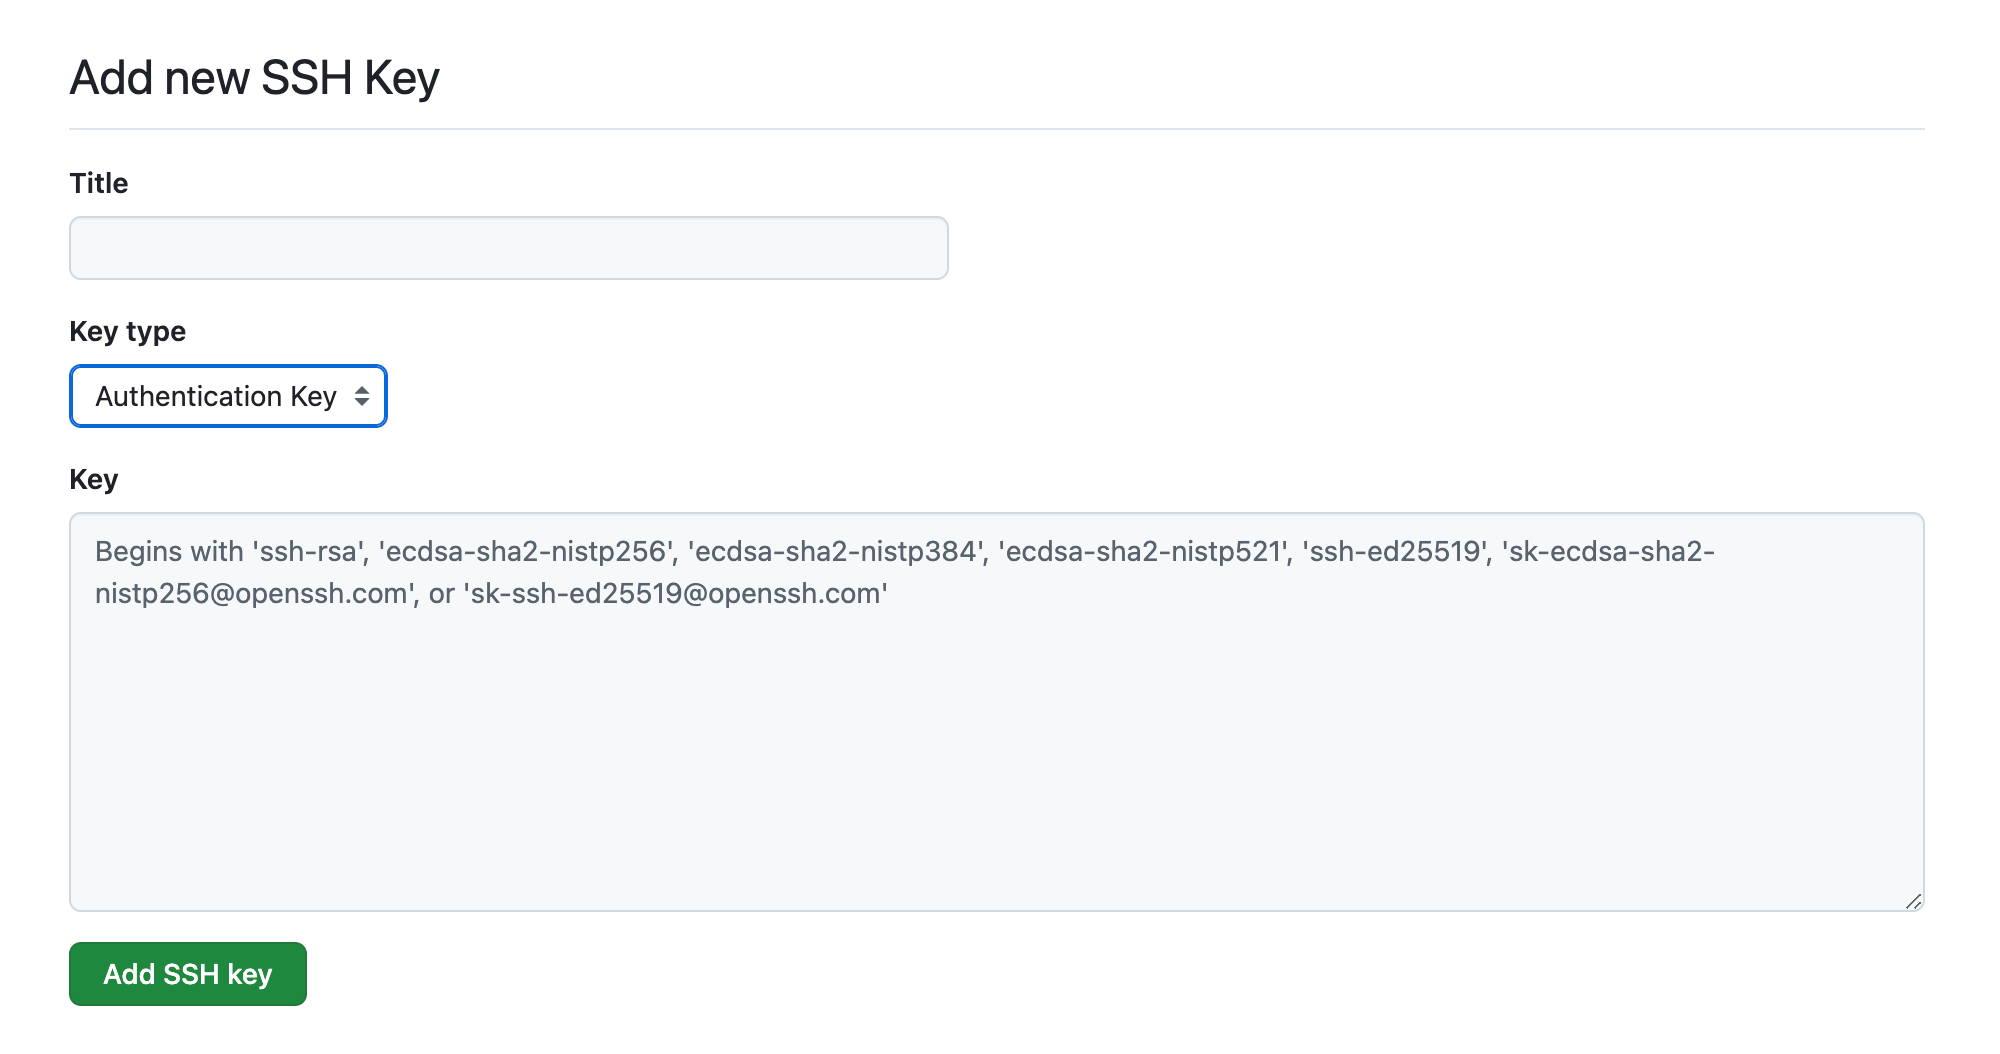 Add new SSH Key
Title
Key type
Authentication Key
Key
Begins with 'ssh-rsa', 'ecdsa-sha2-nistp256', 'ecdsa-sha2-nistp384', 'ecdsa-sha2-nistp521', 'ssh-ed25519', 'sk-ecdsa-sha2-
nistp256@openssh.com', or 'sk-ssh-ed25519@openssh.com'
Add SSH key